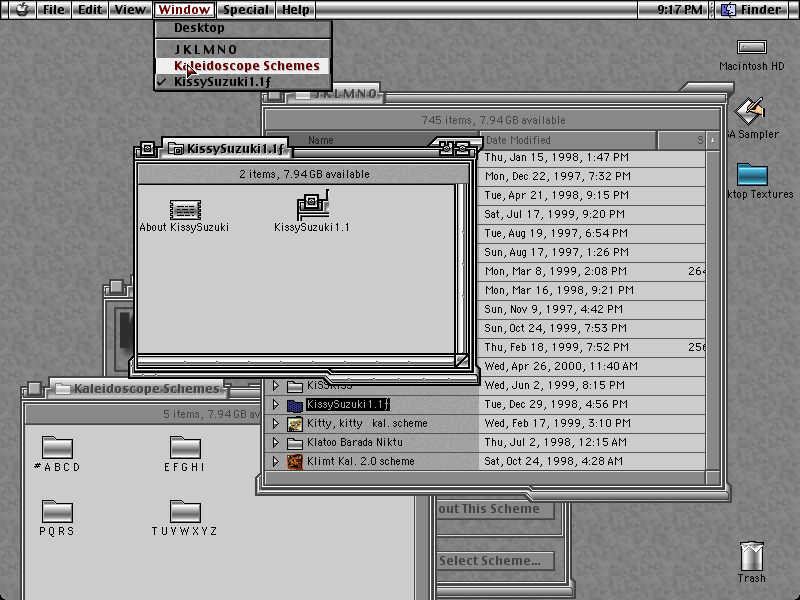 File Edit View Window Special Help 9:17 PM Finder
Desktop
J K L M N O
Kaleidoscope Schemes
✓ KissySuzuki1.1ƒ
Macintosh HD
SA Sampler
ktop Textures
Trash
J K L M N O
745 items, 7.94 GB available
Name Date Modified S
Thu, Jan 15, 1998, 1:47 PM
Mon, Dec 22, 1997, 7:32 PM
Tue, Apr 21, 1998, 9:15 PM
Sat, Jul 17, 1999, 9:20 PM
Tue, Aug 19, 1997, 6:54 PM
Sun, Aug 17, 1997, 1:26 PM
Mon, Mar 8, 1999, 2:08 PM 264
Mon, Mar 16, 1998, 9:21 PM
Sun, Nov 9, 1997, 4:42 PM
Sun, Oct 24, 1999, 7:53 PM
Thu, Feb 18, 1999, 7:52 PM 256
Wed, Apr 26, 2000, 11:40 AM
KissKiss Wed, Jun 2, 1999, 8:15 PM
KissySuzuki1.1ƒ Tue, Dec 29, 1998, 4:56 PM
Kitty, kitty kal. scheme Wed, Feb 17, 1999, 3:10 PM
Klatoo Barada Niktu Thu, Jul 2, 1998, 12:15 AM
Klimt Kal. 2.0 scheme Sat, Oct 24, 1998, 4:28 AM
KissySuzuki1.1ƒ
2 items, 7.94 GB available
About KissySuzuki
KissySuzuki1.1
Kaleidoscope Schemes
5 items, 7.94 GB av
#ABCD
EFGHI
PQRS
TUVWXYZ
out This Scheme
Select Scheme...